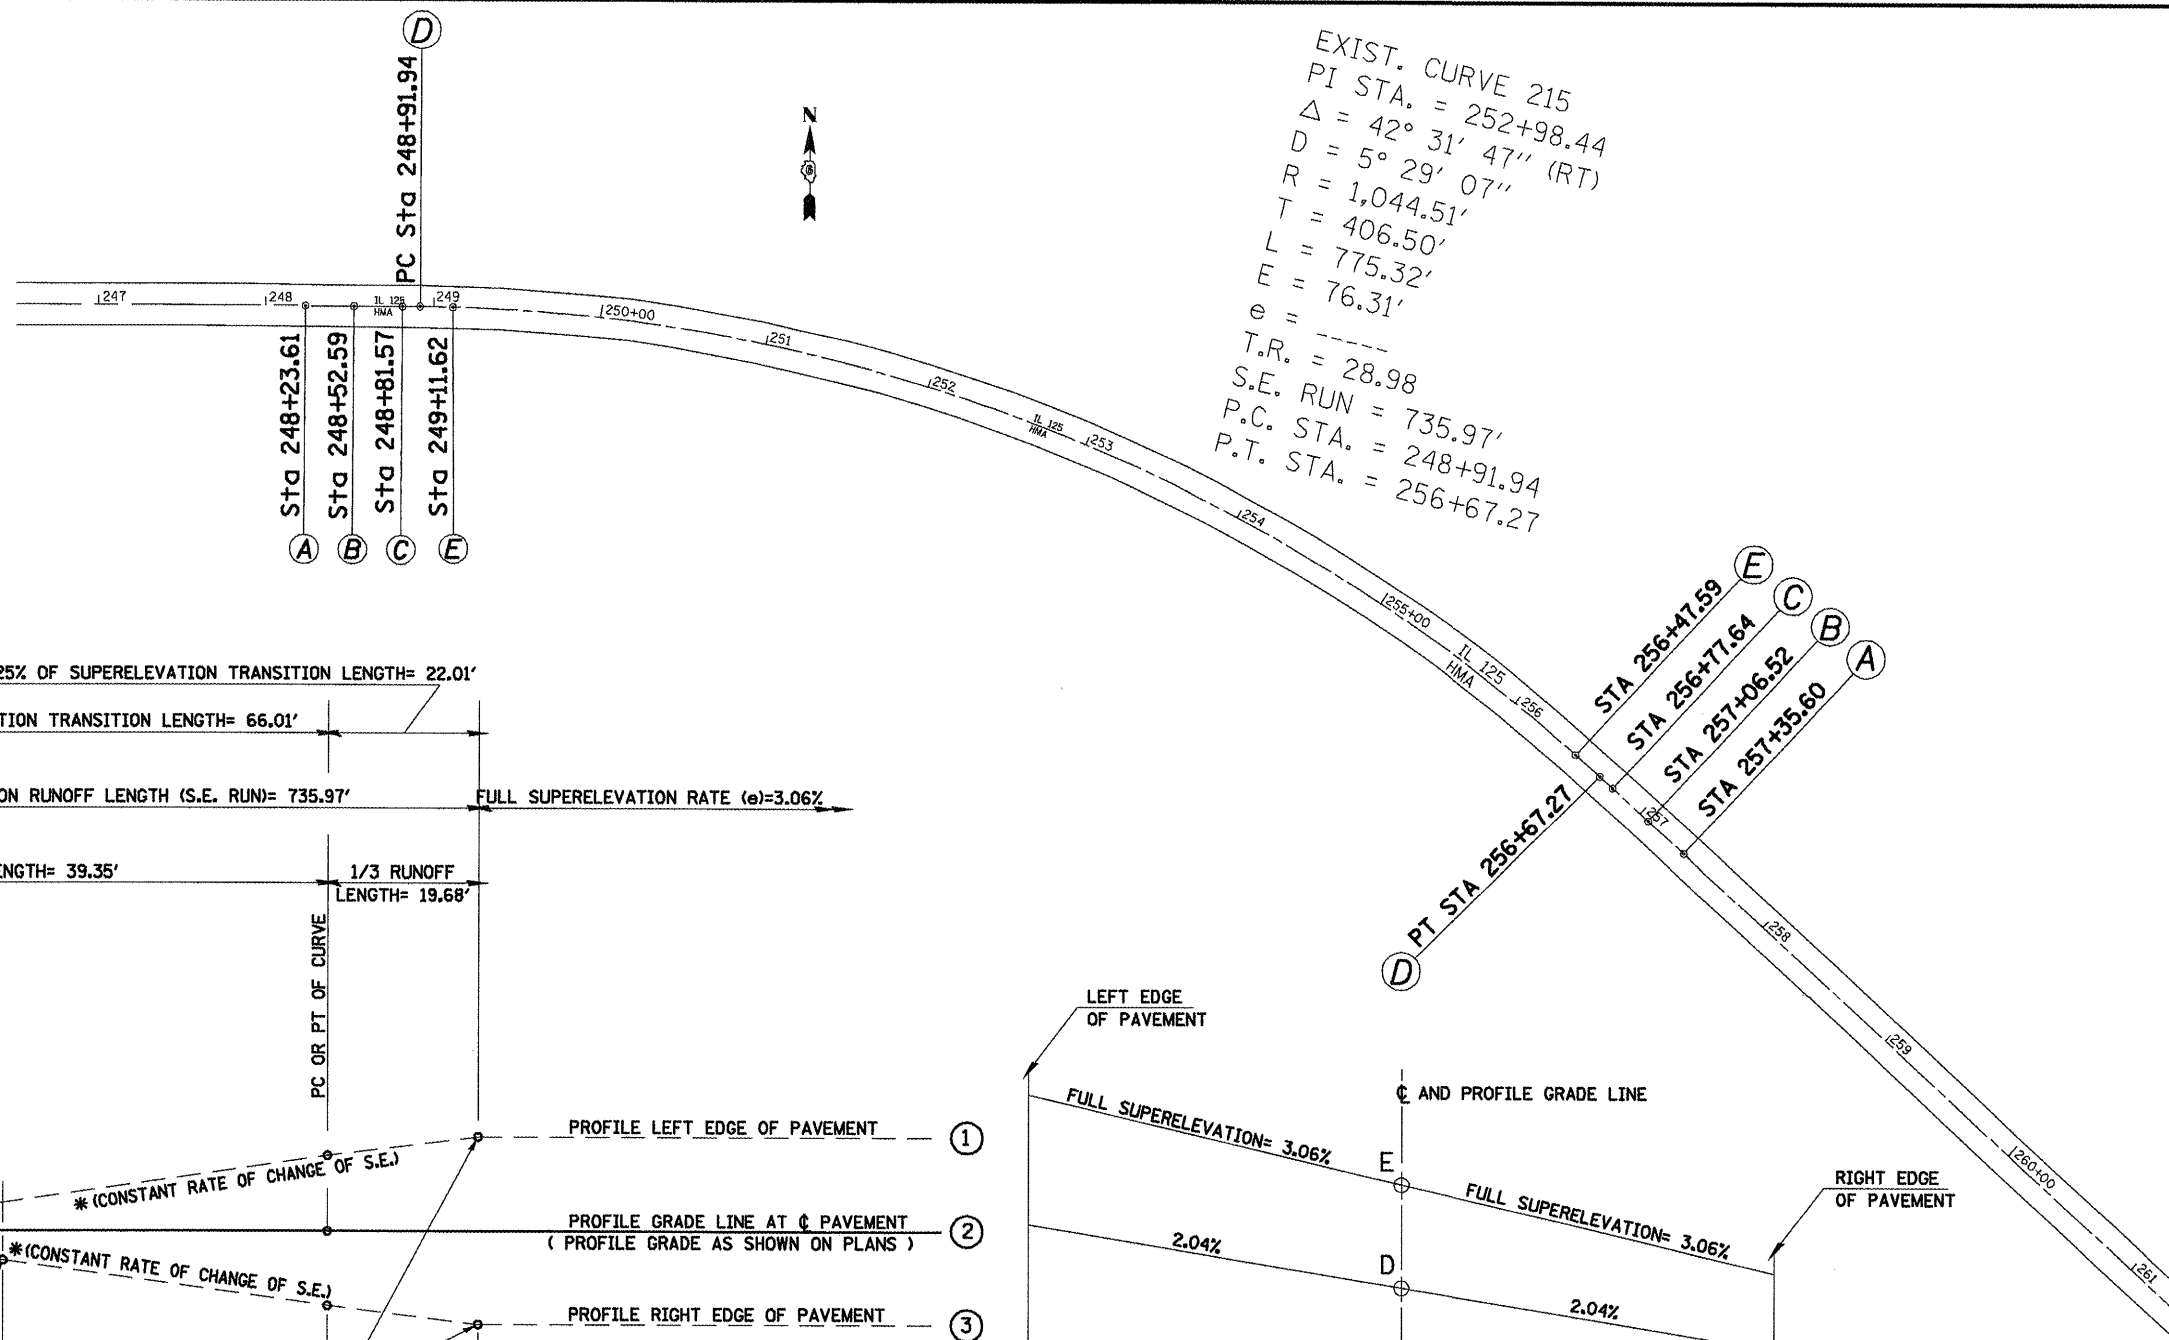 D
PC Sta 248+91.94
N
EXIST. CURVE 215
PI STA. = 252+98.44
Δ = 42° 31' 47" (RT)
D = 5° 29' 07"
R = 1,044.51'
T = 406.50'
L = 775.32'
E = 76.31'
e = -----
T.R. = 28.98
S.E. RUN = 735.97'
P.C. STA. = 248+91.94
P.T. STA. = 256+67.27
247
248
IL 125
HMA
249
250+00
251
252
IL 125
HMA
253
254
255+00
IL 125
HMA
256
257
258
259
260+00
261
Sta 248+23.61
Sta 248+52.59
Sta 248+81.57
Sta 249+11.62
A
B
C
E
E
C
B
A
STA 256+47.59
STA 256+77.64
STA 257+06.52
STA 257+35.60
PT STA 256+67.27
D
25% OF SUPERELEVATION TRANSITION LENGTH= 22.01'
TION TRANSITION LENGTH= 66.01'
ON RUNOFF LENGTH (S.E. RUN)= 735.97'
FULL SUPERELEVATION RATE (e)=3.06%
ENGTH= 39.35'
1/3 RUNOFF
LENGTH= 19.68'
PC OR PT OF CURVE
PROFILE LEFT EDGE OF PAVEMENT
1
* (CONSTANT RATE OF CHANGE OF S.E.)
PROFILE GRADE LINE AT ℄ PAVEMENT
( PROFILE GRADE AS SHOWN ON PLANS )
2
*(CONSTANT RATE OF CHANGE OF S.E.)
PROFILE RIGHT EDGE OF PAVEMENT
3
LEFT EDGE
OF PAVEMENT
℄ AND PROFILE GRADE LINE
FULL SUPERELEVATION= 3.06%
E
FULL SUPERELEVATION= 3.06%
RIGHT EDGE
OF PAVEMENT
2.04%
D
2.04%